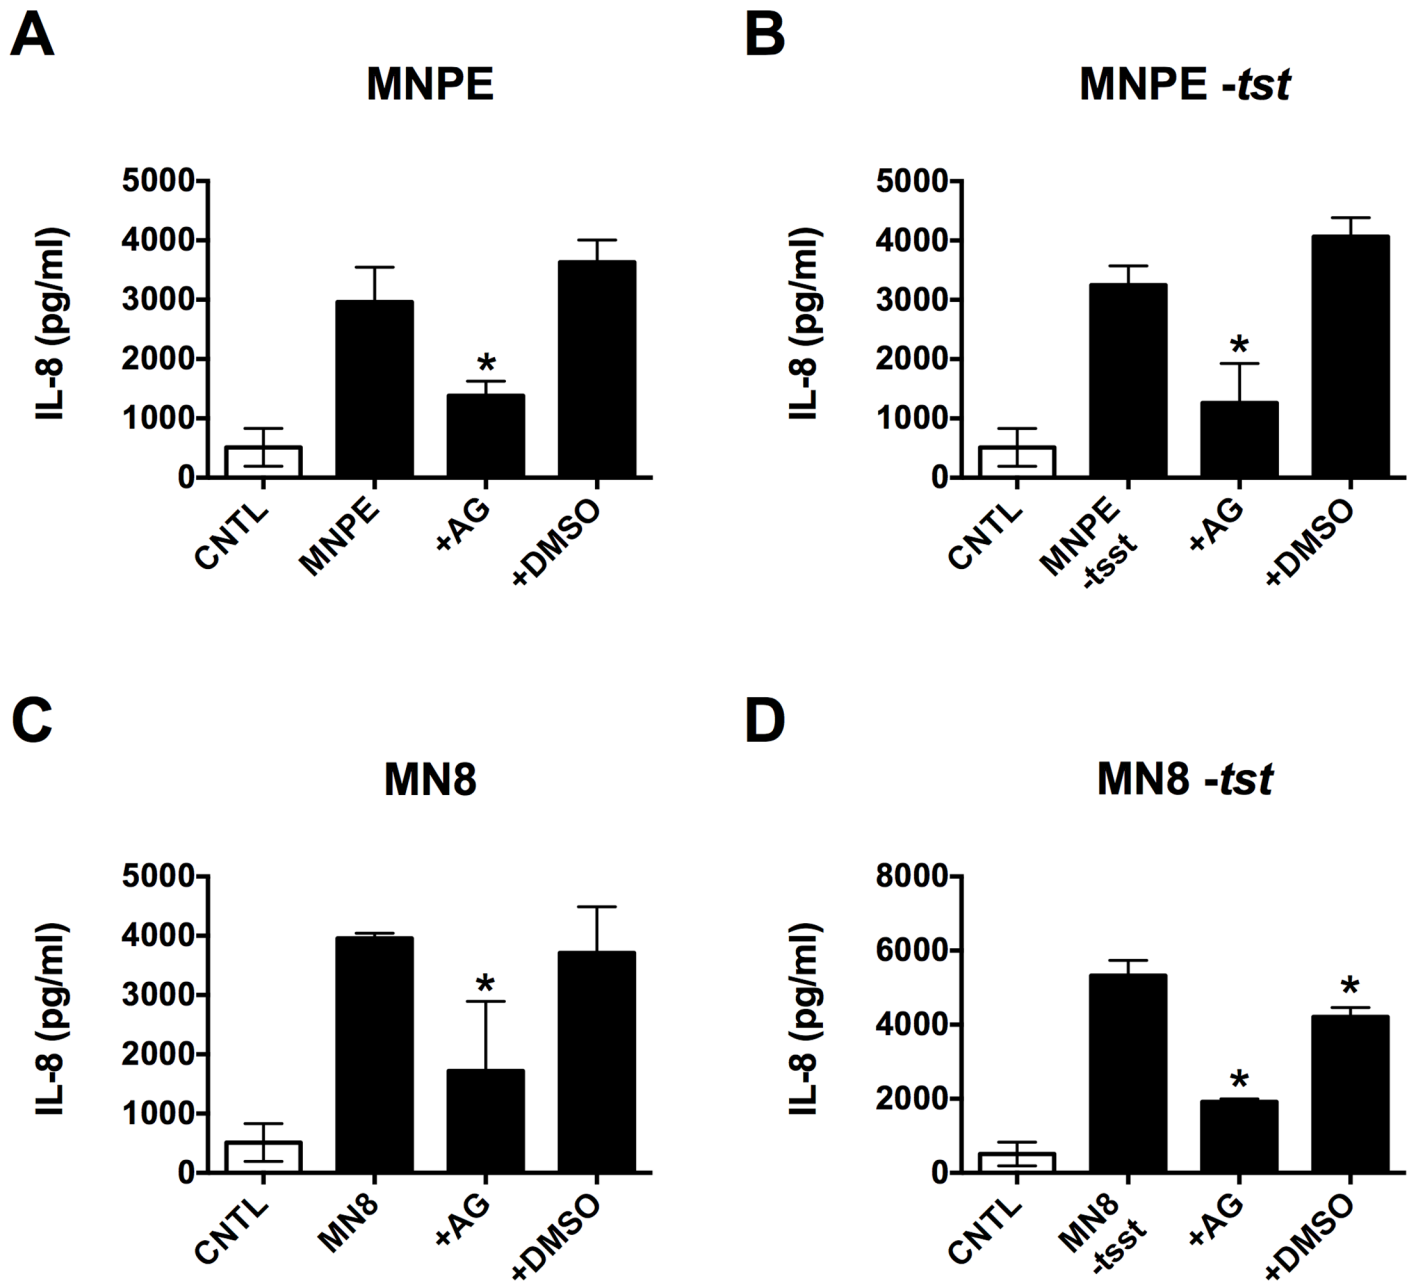 A
MNPE
IL-8 (pg/ml)
5000
4000
3000
2000
1000
0
*
CNTL
MNPE
+AG
+DMSO
B
MNPE -tst
IL-8 (pg/ml)
5000
4000
3000
2000
1000
0
*
CNTL
MNPE
-tsst
+AG
+DMSO
C
MN8
IL-8 (pg/ml)
5000
4000
3000
2000
1000
0
*
CNTL
MN8
+AG
+DMSO
D
MN8 -tst
IL-8 (pg/ml)
8000
6000
4000
2000
0
*
*
CNTL
MN8
-tsst
+AG
+DMSO